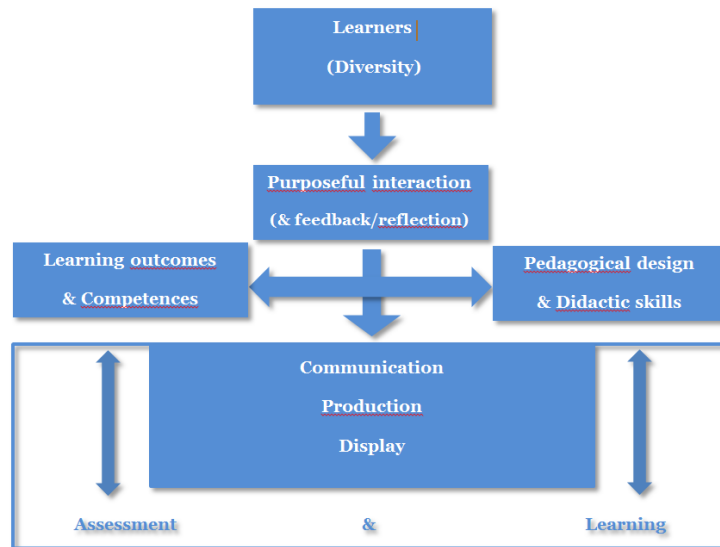 Learners
(Diversity)
Purposeful interaction
(& feedback/reflection)
Learning outcomes
& Competences
Pedagogical design
& Didactic skills
Communication
Production
Display
Assessment & Learning